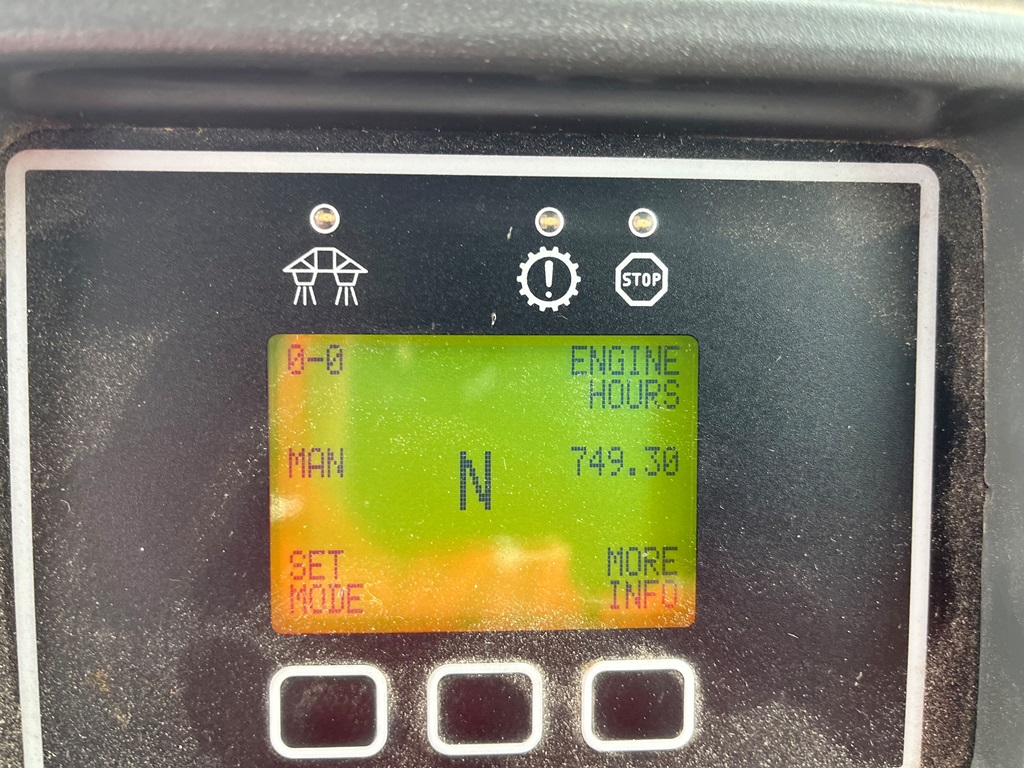 STOP
0-0
ENGINE
HOURS
MAN
N
749.30
SET
MODE
MORE
INFO